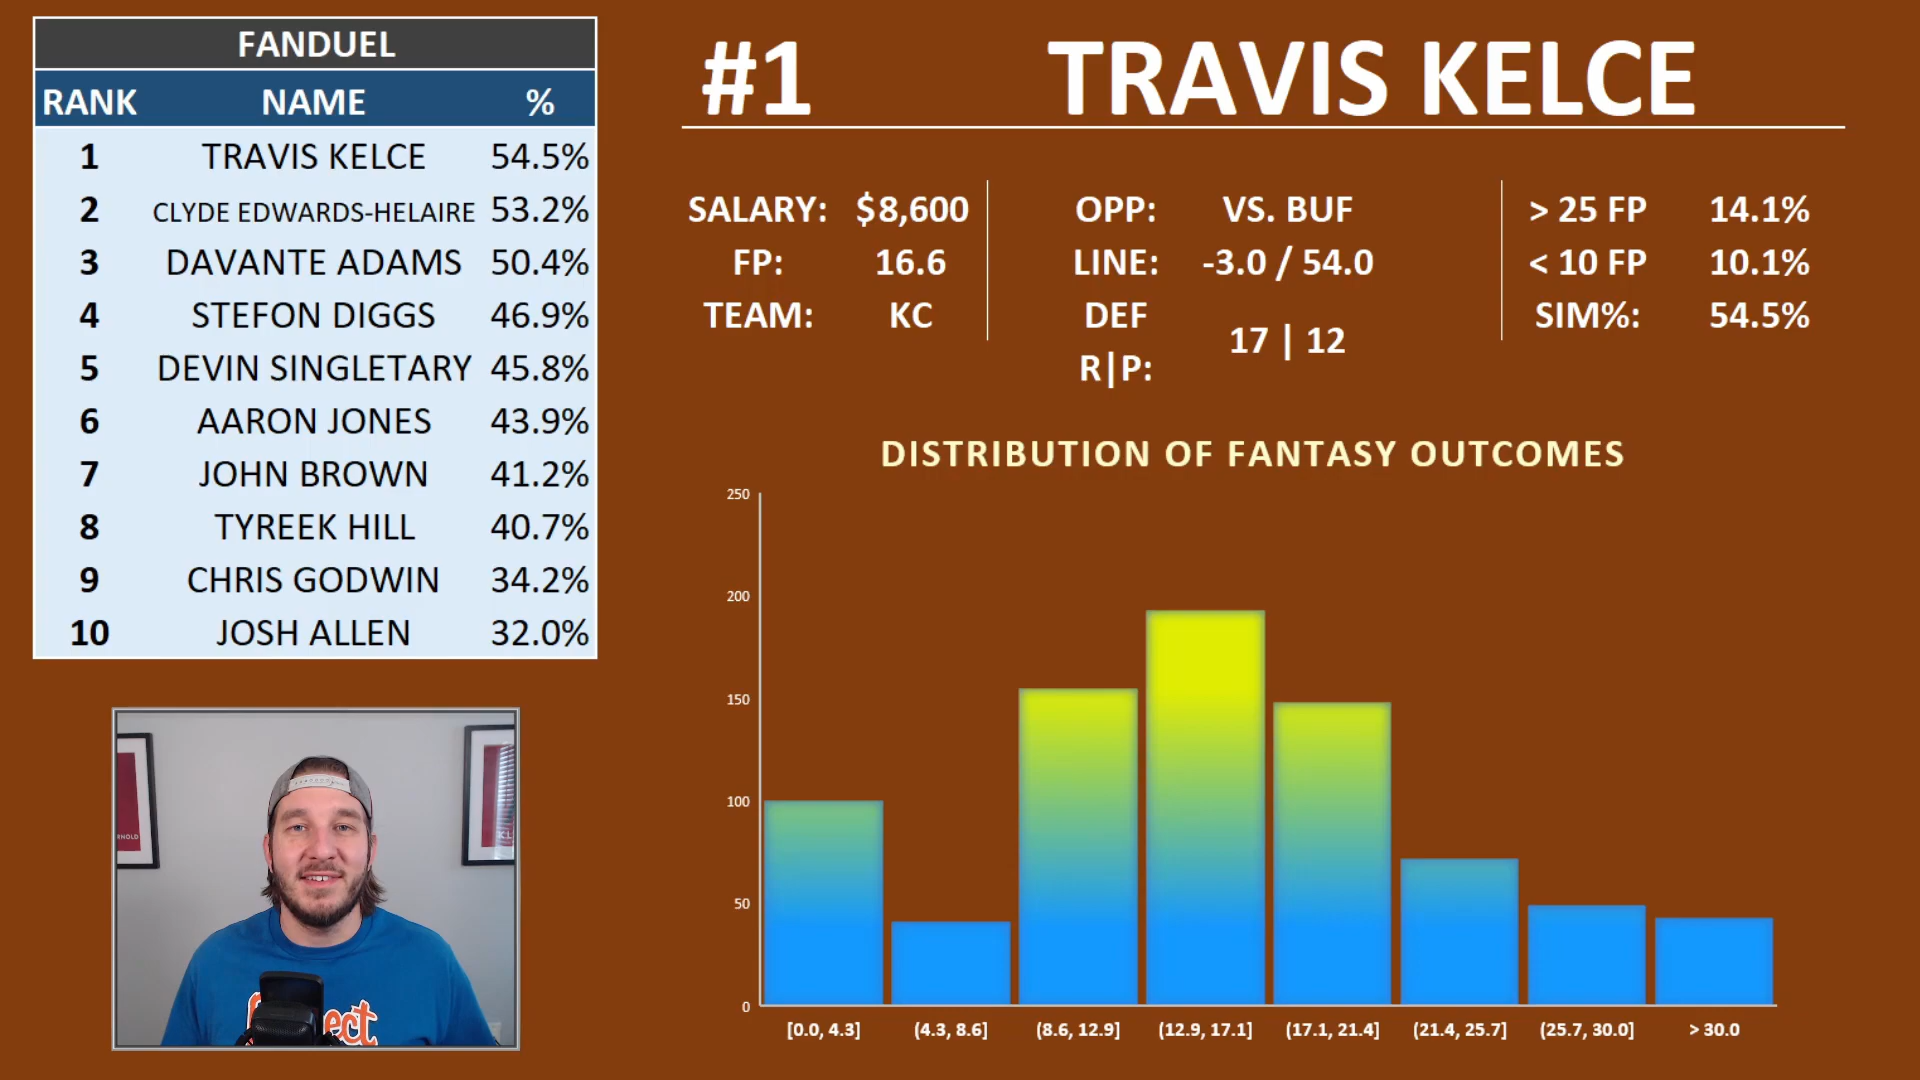 FANDUEL
RANK NAME %
1 TRAVIS KELCE 54.5%
2 CLYDE EDWARDS-HELAIRE 53.2%
3 DAVANTE ADAMS 50.4%
4 STEFON DIGGS 46.9%
5 DEVIN SINGLETARY 45.8%
6 AARON JONES 43.9%
7 JOHN BROWN 41.2%
8 TYREEK HILL 40.7%
9 CHRIS GODWIN 34.2%
10 JOSH ALLEN 32.0%
#1 TRAVIS KELCE
SALARY: $8,600
FP: 16.6
TEAM: KC
OPP: VS. BUF
LINE: -3.0 / 54.0
DEF
R|P: 17 | 12
> 25 FP 14.1%
< 10 FP 10.1%
SIM%: 54.5%
DISTRIBUTION OF FANTASY OUTCOMES
250
200
150
100
50
0
[0.0, 4.3] (4.3, 8.6] (8.6, 12.9] (12.9, 17.1] (17.1, 21.4] (21.4, 25.7] (25.7, 30.0] > 30.0